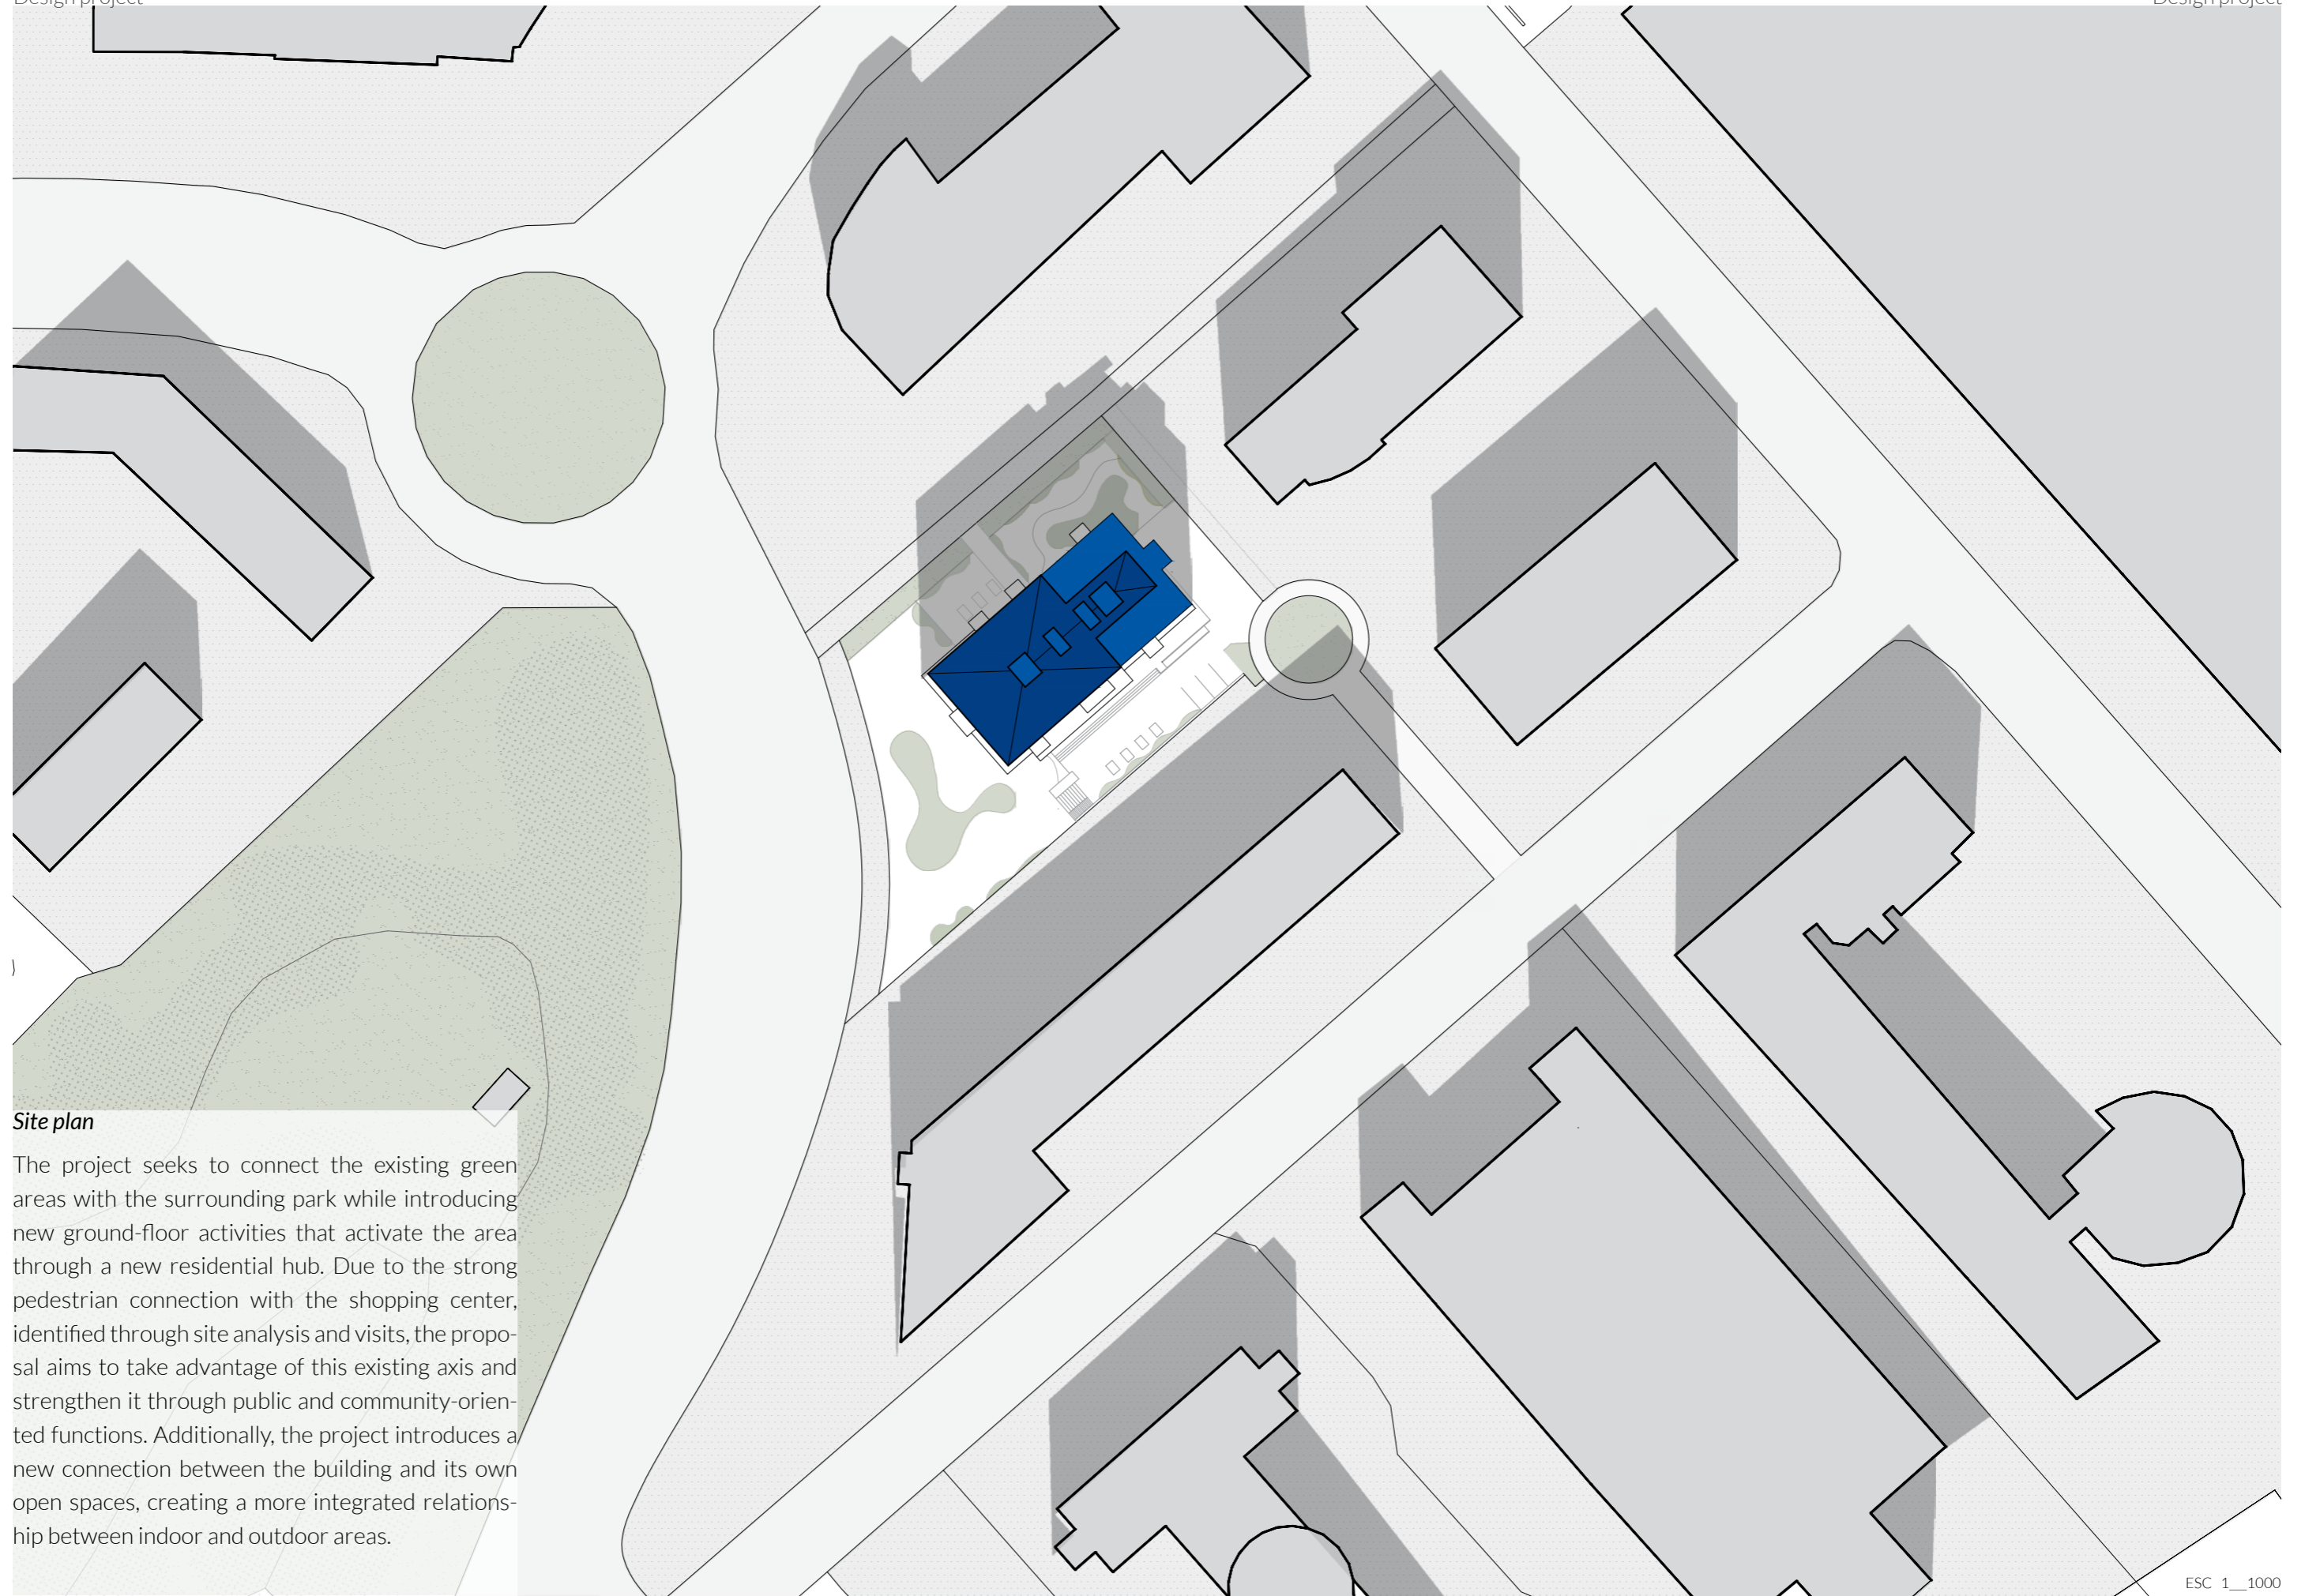 Design project
Design project
Site plan
The project seeks to connect the existing green
areas with the surrounding park while introducing
new ground-floor activities that activate the area
through a new residential hub. Due to the strong
pedestrian connection with the shopping center,
identified through site analysis and visits, the propo-
sal aims to take advantage of this existing axis and
strengthen it through public and community-orien-
ted functions. Additionally, the project introduces a
new connection between the building and its own
open spaces, creating a more integrated relations-
hip between indoor and outdoor areas.
ESC 1__1000